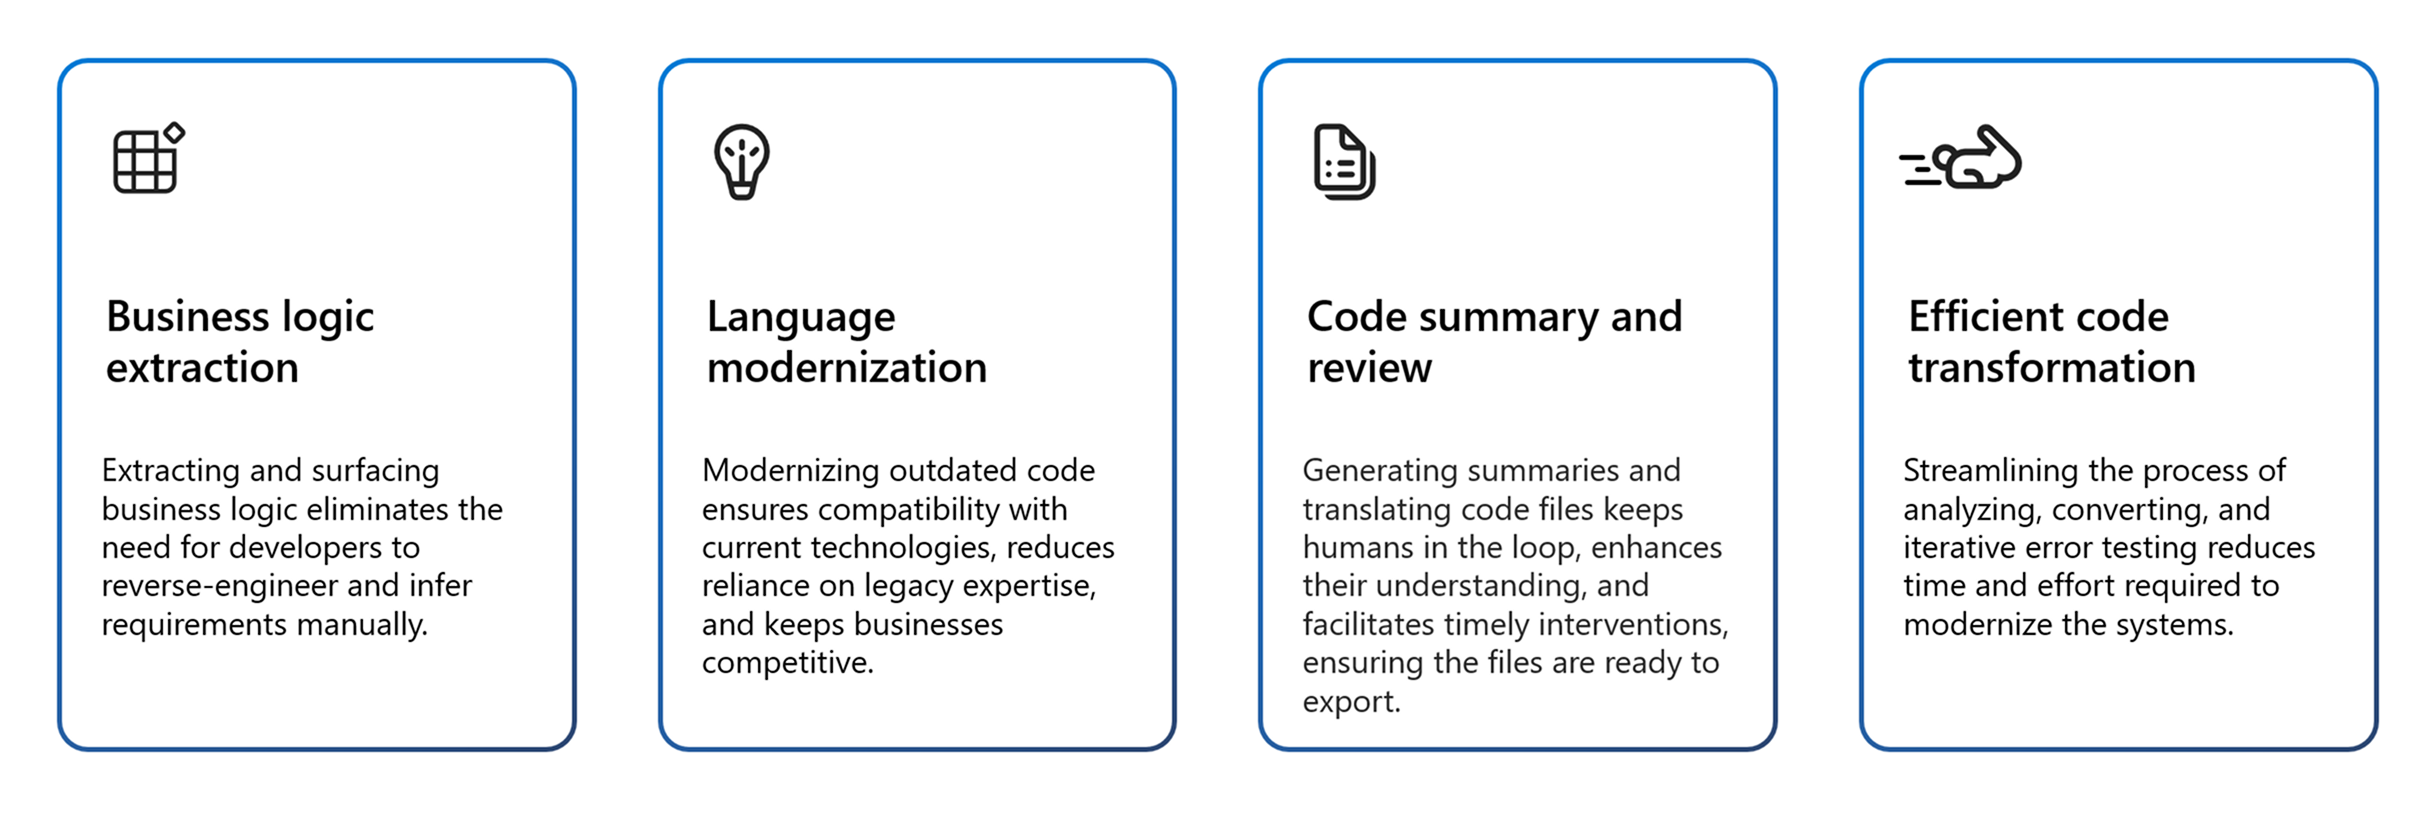 Business logic
extraction
Extracting and surfacing
business logic eliminates the
need for developers to
reverse-engineer and infer
requirements manually.
Language
modernization
Modernizing outdated code
ensures compatibility with
current technologies, reduces
reliance on legacy expertise,
and keeps businesses
competitive.
Code summary and
review
Generating summaries and
translating code files keeps
humans in the loop, enhances
their understanding, and
facilitates timely interventions,
ensuring the files are ready to
export.
Efficient code
transformation
Streamlining the process of
analyzing, converting, and
iterative error testing reduces
time and effort required to
modernize the systems.